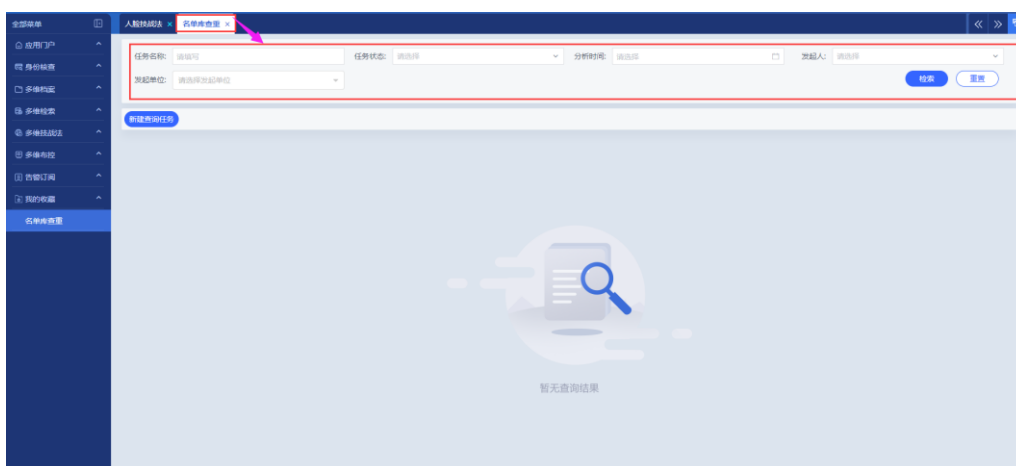 全部菜单
人脸技战法 ×
名单库查重 ×
应用门户
身份核查
多维档案
多维检索
多维技战法
多维布控
告警订阅
我的收藏
名单库查重
任务名称: 请填写
任务状态: 请选择
分析时间: 请选择
发起人: 请选择
发起单位: 请选择发起单位
检索
重置
新建查询任务
暂无查询结果